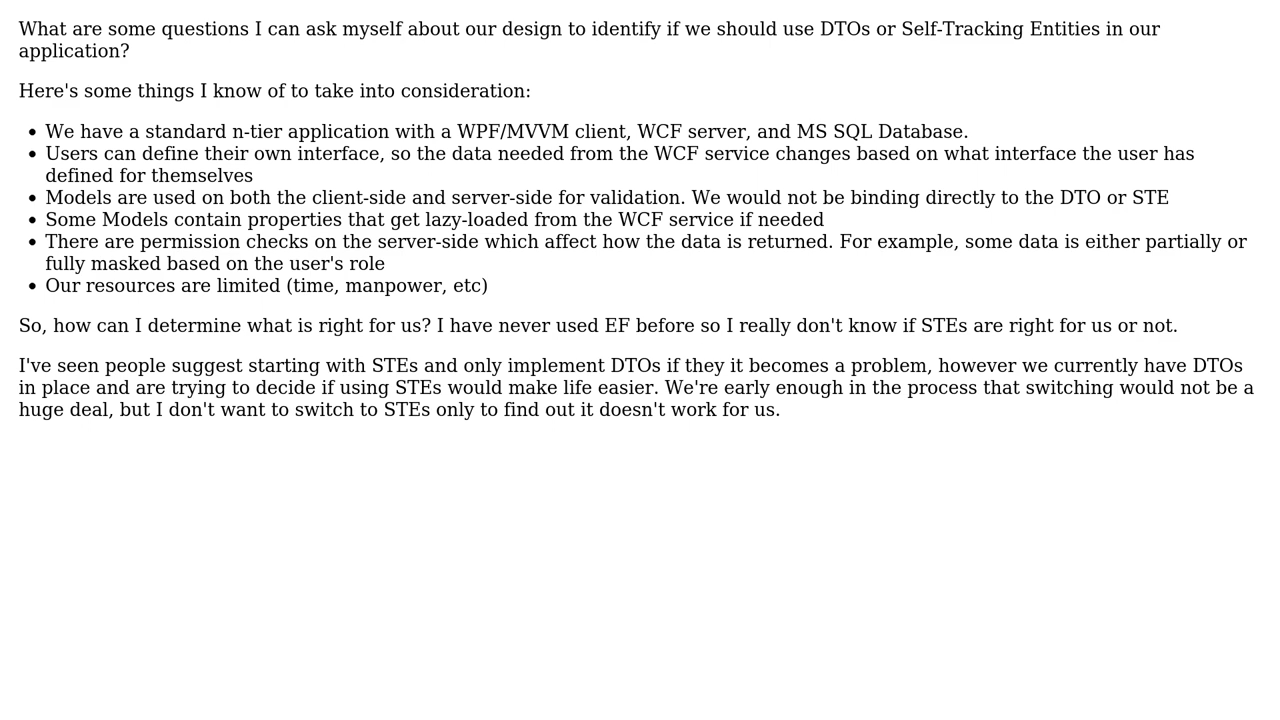 What are some questions I can ask myself about our design to identify if we should use DTOs or Self-Tracking Entities in our
application?
Here's some things I know of to take into consideration:
• We have a standard n-tier application with a WPF/MVVM client, WCF server, and MS SQL Database.
• Users can define their own interface, so the data needed from the WCF service changes based on what interface the user has
defined for themselves
• Models are used on both the client-side and server-side for validation. We would not be binding directly to the DTO or STE
• Some Models contain properties that get lazy-loaded from the WCF service if needed
• There are permission checks on the server-side which affect how the data is returned. For example, some data is either partially or
fully masked based on the user's role
• Our resources are limited (time, manpower, etc)
So, how can I determine what is right for us? I have never used EF before so I really don't know if STEs are right for us or not.
I've seen people suggest starting with STEs and only implement DTOs if they it becomes a problem, however we currently have DTOs
in place and are trying to decide if using STEs would make life easier. We're early enough in the process that switching would not be a
huge deal, but I don't want to switch to STEs only to find out it doesn't work for us.